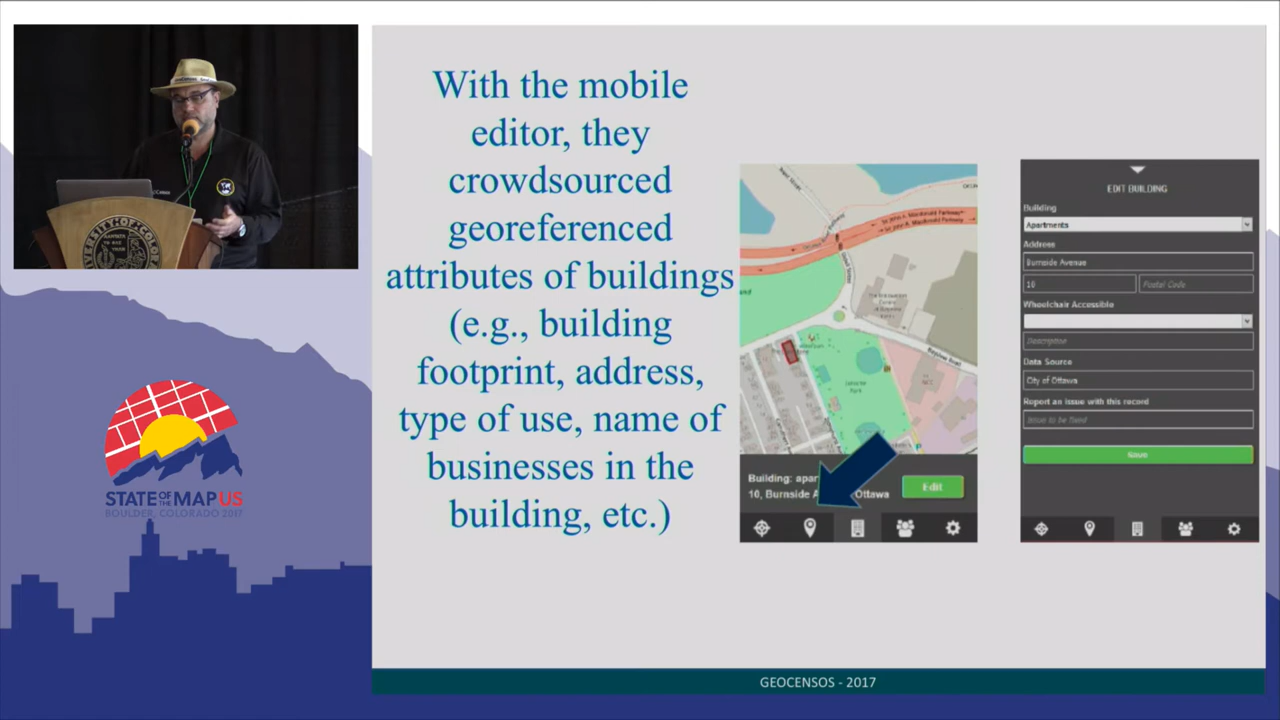 With the mobile
editor, they
crowdsourced
georeferenced
attributes of buildings
(e.g., building
footprint, address,
type of use, name of
businesses in the
building, etc.)
Building: apar
10, Burnside A
Ottawa
Edit
EDIT BUILDING
Building
Apartments
Address
Burnside Avenue
10
Postal Code
Wheelchair Accessible
Description
Data Source
City of Ottawa
Report an issue with this record
Issue to be fixed
Save
STATE OF THE MAP US
BOULDER, COLORADO 2017
GEOCENSOS - 2017